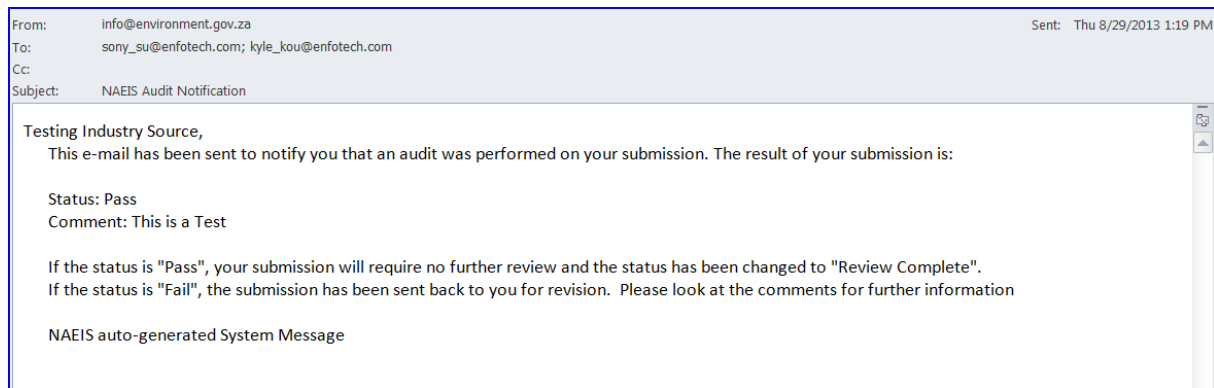 From: info@environment.gov.za Sent: Thu 8/29/2013 1:19 PM
To: sony_su@enfotech.com; kyle_kou@enfotech.com
Cc:
Subject: NAEIS Audit Notification
Testing Industry Source,
This e-mail has been sent to notify you that an audit was performed on your submission. The result of your submission is:
Status: Pass
Comment: This is a Test
If the status is "Pass", your submission will require no further review and the status has been changed to "Review Complete".
If the status is "Fail", the submission has been sent back to you for revision.  Please look at the comments for further information
NAEIS auto-generated System Message